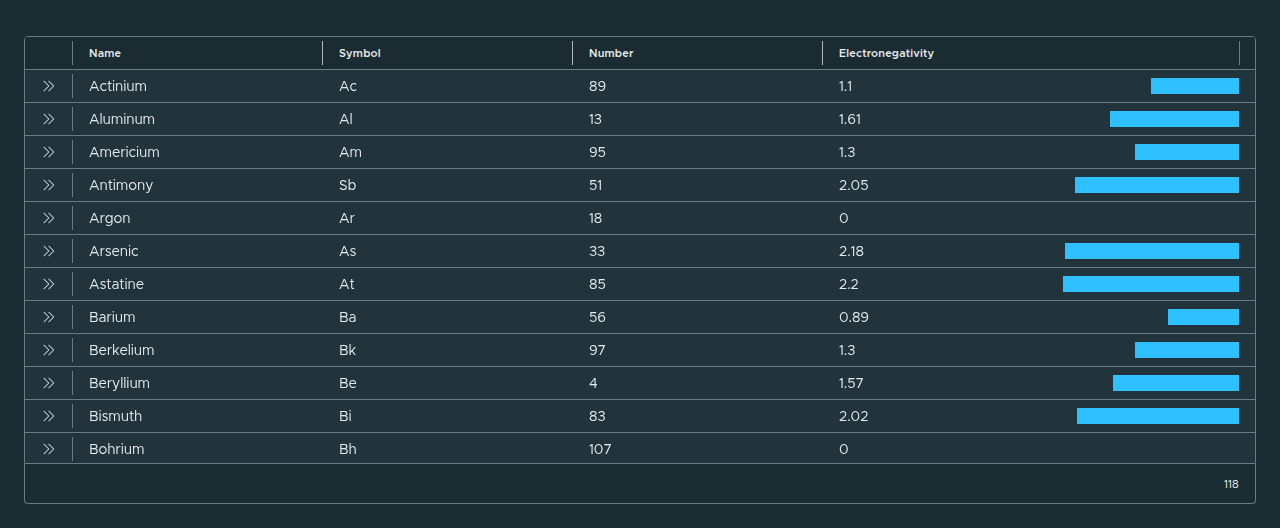 Name Symbol Number Electronegativity
Actinium Ac 89 1.1
Aluminum Al 13 1.61
Americium Am 95 1.3
Antimony Sb 51 2.05
Argon Ar 18 0
Arsenic As 33 2.18
Astatine At 85 2.2
Barium Ba 56 0.89
Berkelium Bk 97 1.3
Beryllium Be 4 1.57
Bismuth Bi 83 2.02
Bohrium Bh 107 0
118